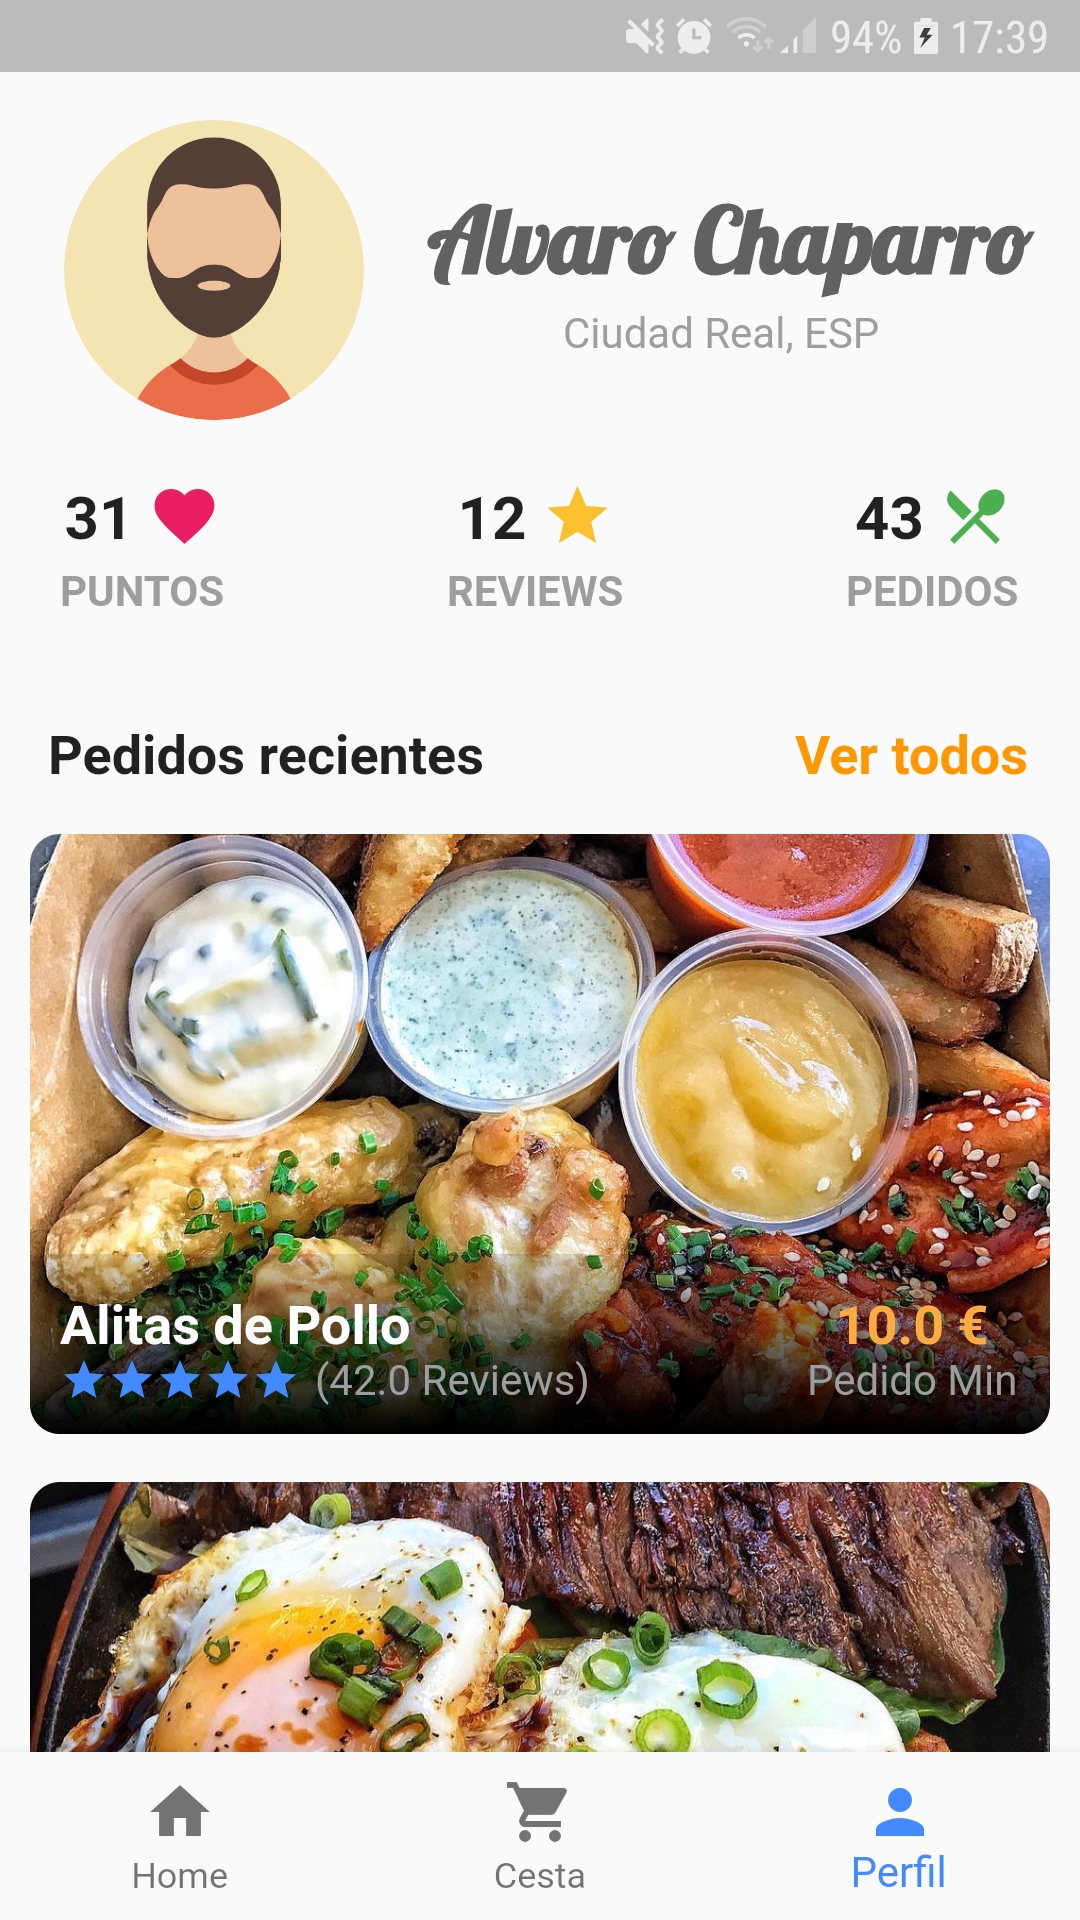 94% 17:39
Alvaro Chaparro
Ciudad Real, ESP
31 12 43
PUNTOS REVIEWS PEDIDOS
Pedidos recientes Ver todos
Alitas de Pollo 10.0 €
(42.0 Reviews) Pedido Min
Home Cesta Perfil